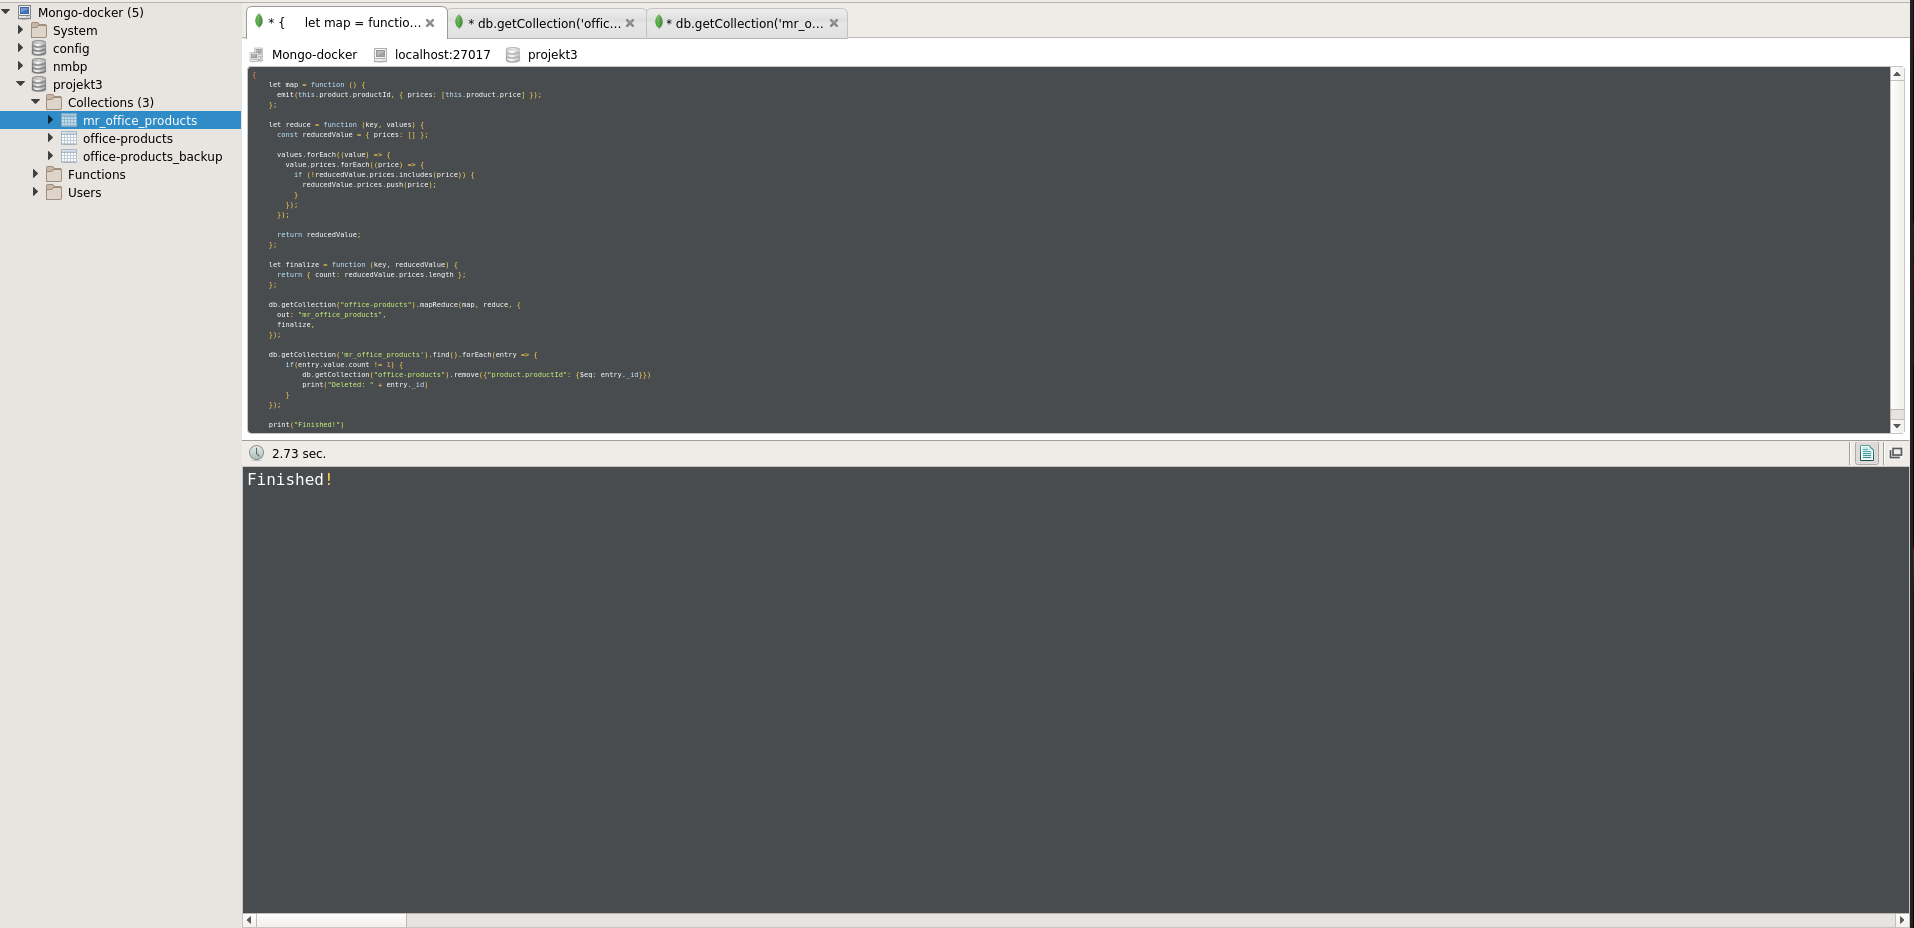 Mongo-docker (5)
System
config
nmbp
projekt3
Collections (3)
mr_office_products
office-products
office-products_backup
Functions
Users
* {    let map = functio...
* db.getCollection('offic...
* db.getCollection('mr_o...
Mongo-docker localhost:27017 projekt3
{
    let map = function () {
      emit(this.product.productId, { prices: [this.product.price] });
    };

    let reduce = function (key, values) {
      const reducedValue = { prices: [] };

      values.forEach((value) => {
        value.prices.forEach((price) => {
          if (!reducedValue.prices.includes(price)) {
            reducedValue.prices.push(price);
          }
        });
      });

      return reducedValue;
    };

    let finalize = function (key, reducedValue) {
      return { count: reducedValue.prices.length };
    };

    db.getCollection("office-products").mapReduce(map, reduce, {
      out: "mr_office_products",
      finalize,
    });

    db.getCollection('mr_office_products').find().forEach(entry => {
        if(entry.value.count != 1) {
            db.getCollection("office-products").remove({"product.productId": {$eq: entry._id}})
            print("Deleted: " + entry._id)
        }
    });

    print("Finished!")
2.73 sec.
Finished!